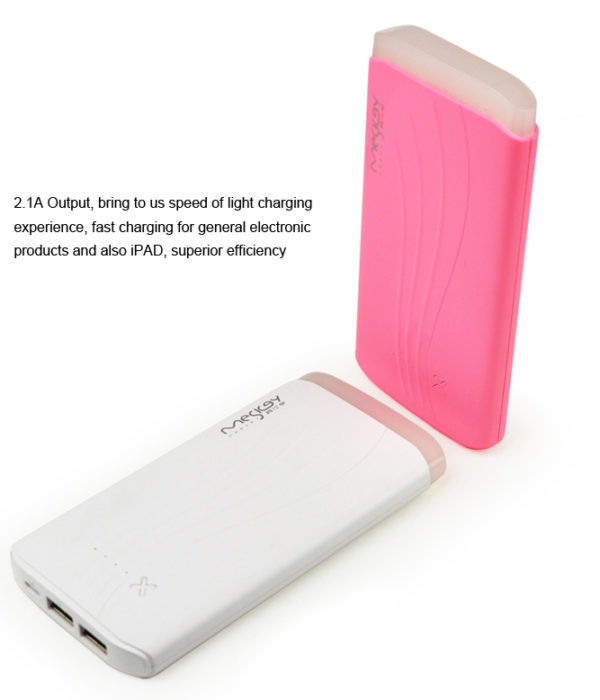 2.1A Output, bring to us speed of light charging
experience, fast charging for general electronic
products and also iPAD, superior efficiency